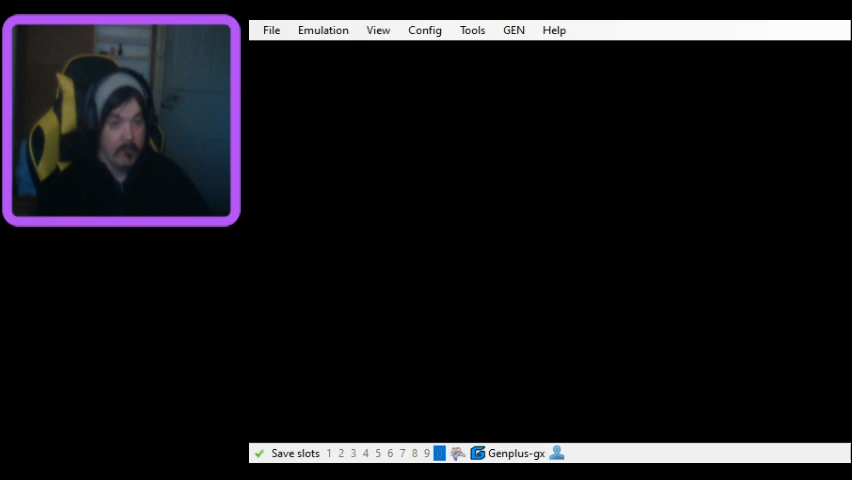 File Emulation View Config Tools GEN Help
Save slots 1 2 3 4 5 6 7 8 9 0 Genplus-gx